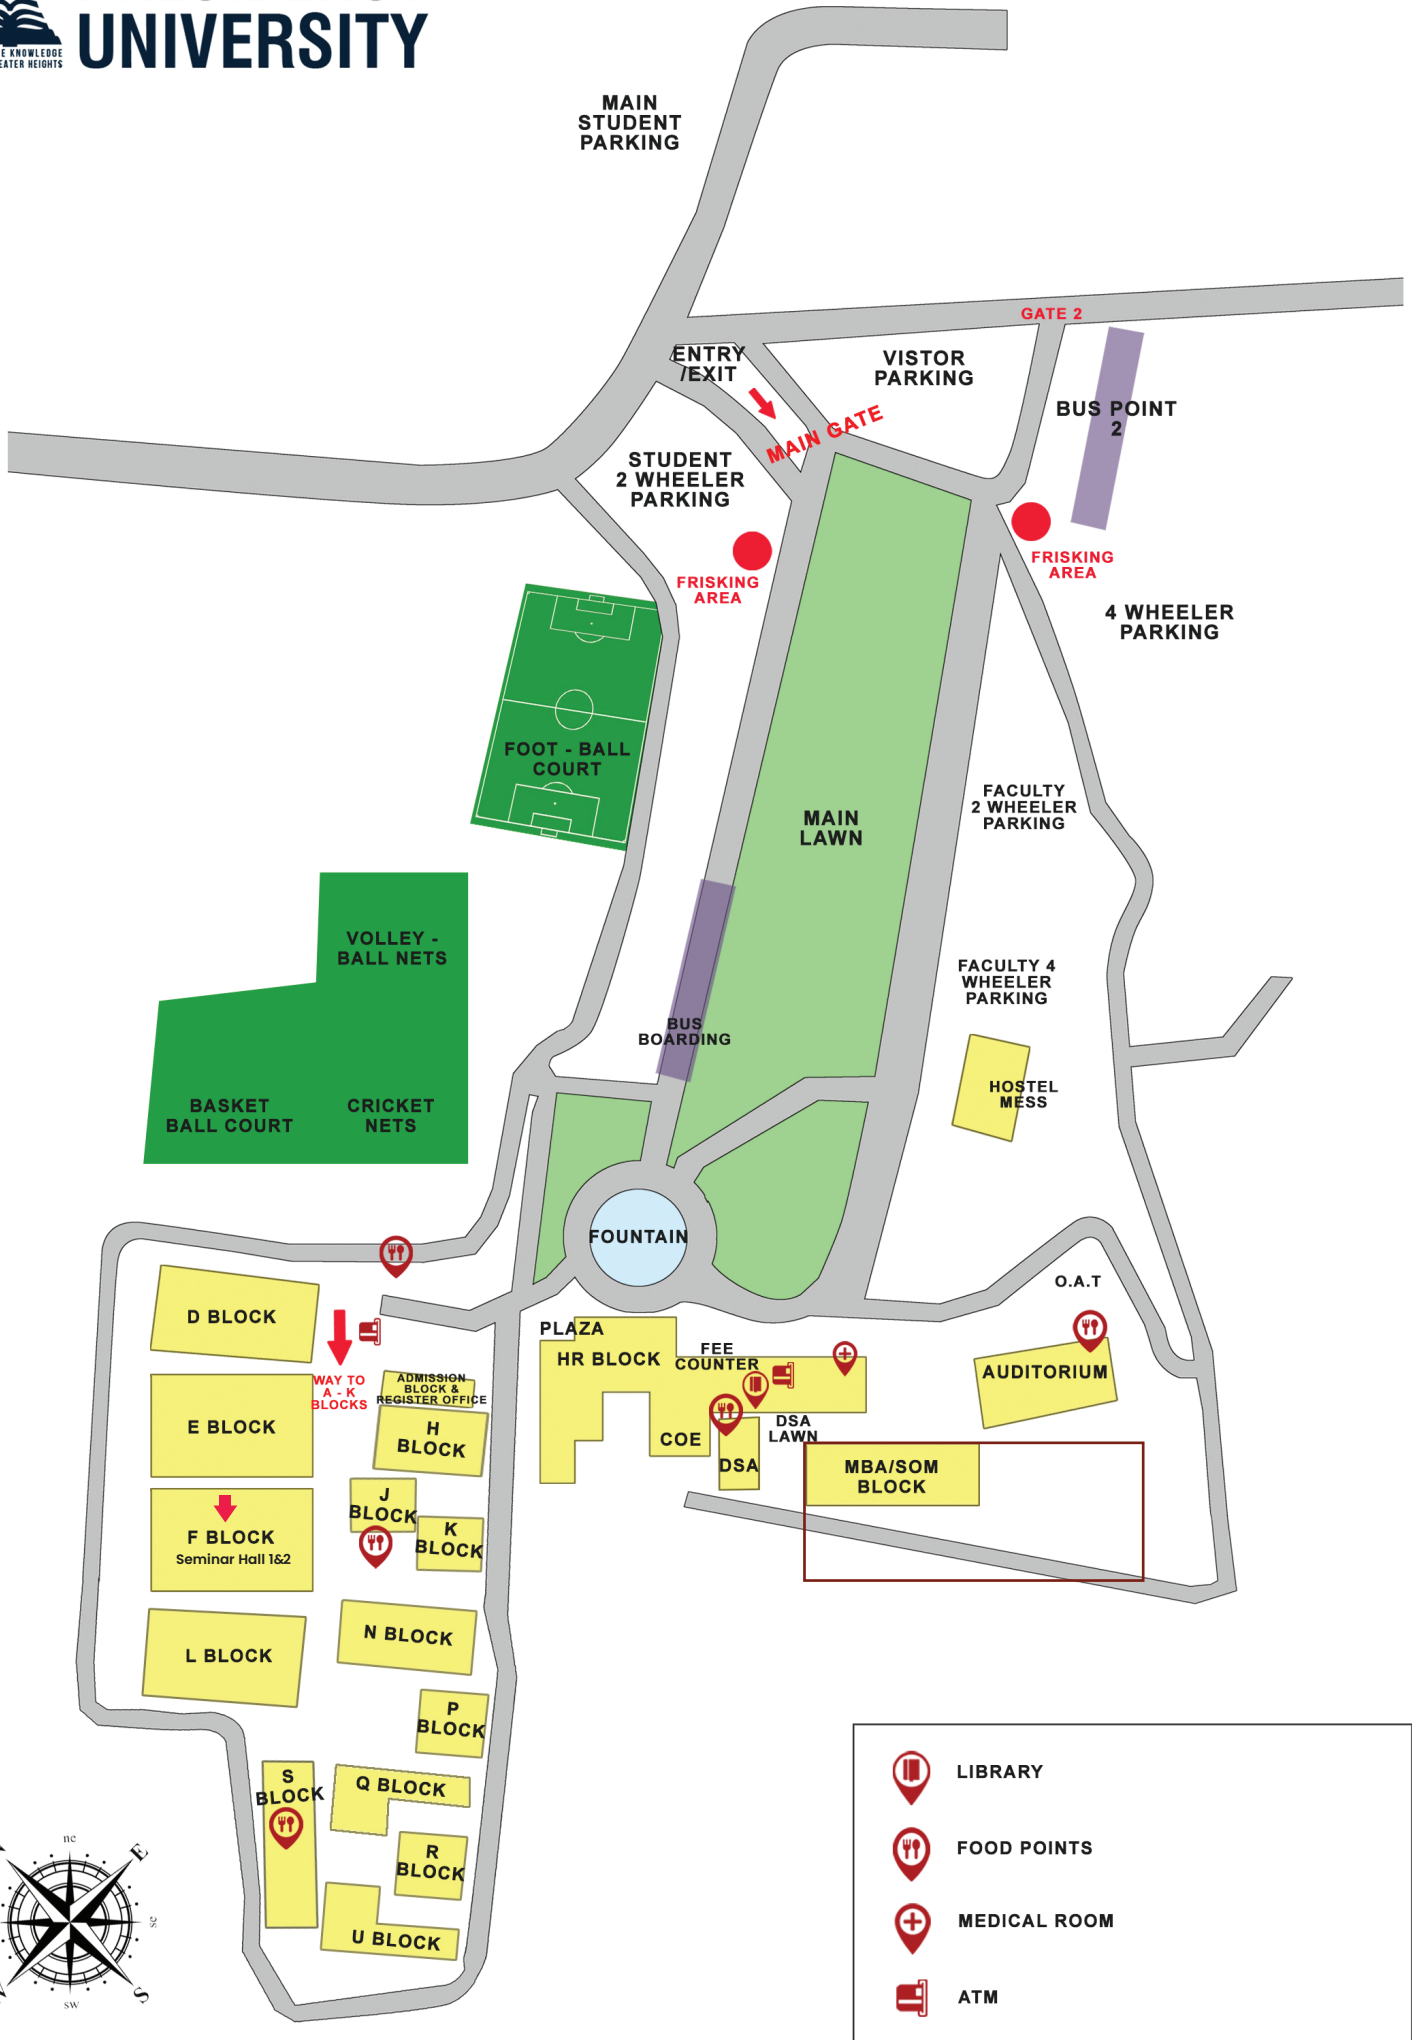 UNIVERSITY
E KNOWLEDGE
EATER HEIGHTS
MAIN
STUDENT
PARKING
GATE 2
ENTRY
/EXIT
VISTOR
PARKING
BUS POINT
2
MAIN GATE
STUDENT
2 WHEELER
PARKING
FRISKING
AREA
FRISKING
AREA
4 WHEELER
PARKING
FOOT - BALL
COURT
MAIN
LAWN
FACULTY
2 WHEELER
PARKING
VOLLEY -
BALL NETS
FACULTY 4
WHEELER
PARKING
BUS
BOARDING
HOSTEL
MESS
BASKET
BALL COURT
CRICKET
NETS
FOUNTAIN
O.A.T
D BLOCK
PLAZA
HR BLOCK
FEE
COUNTER
AUDITORIUM
WAY TO
A - K
BLOCKS
ADMISSION
BLOCK &
REGISTER OFFICE
E BLOCK
H
BLOCK
COE
DSA
LAWN
DSA
MBA/SOM
BLOCK
J
BLOCK
K
BLOCK
F BLOCK
Seminar Hall 1&2
N BLOCK
L BLOCK
P
BLOCK
S
BLOCK
Q BLOCK
R
BLOCK
U BLOCK
LIBRARY
FOOD POINTS
MEDICAL ROOM
ATM
ne
E
se
S
sw